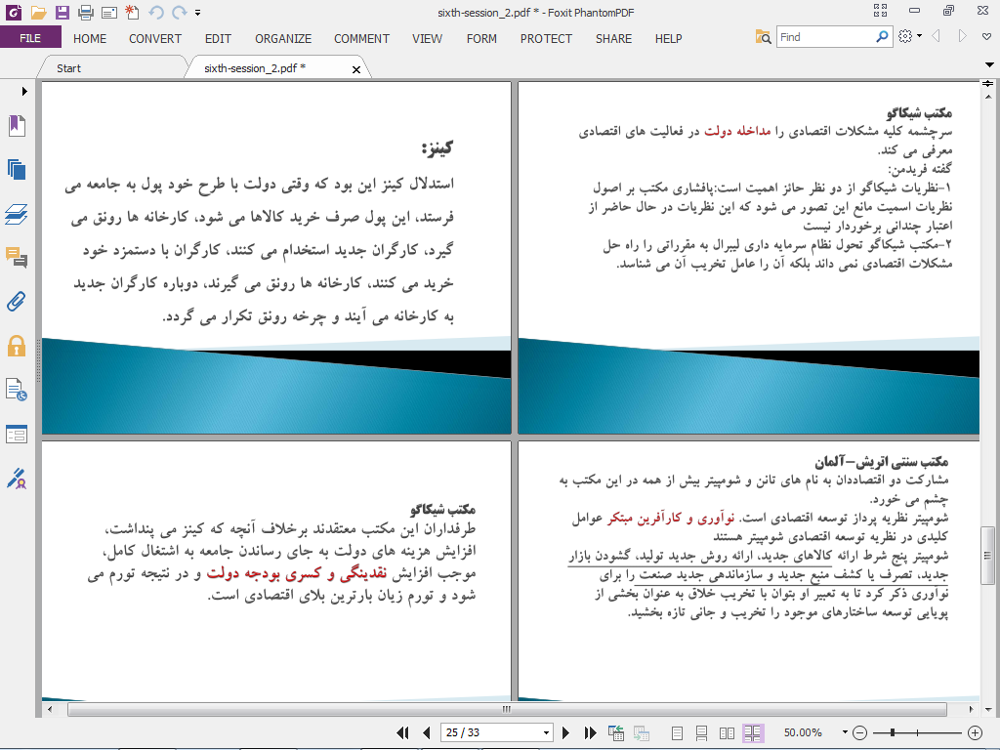 sixth-session_2.pdf * - Foxit PhantomPDF
FILE HOME CONVERT EDIT ORGANIZE COMMENT VIEW FORM PROTECT SHARE HELP
Find
Start
sixth-session_2.pdf *
کینز:
استدلال کینز این بود که وقتی دولت با طرح خود پول به جامعه می
فرستد، این پول صرف خرید کالاها می شود، کارخانه ها رونق می
گیرد، کارگران جدید استخدام می کنند، کارگران با دستمزد خود
خرید می کنند، کارخانه ها رونق می گیرند، دوباره کارگران جدید
به کارخانه می آیند و چرخه رونق تکرار می گردد.
مکتب شیکاگو
سرچشمه کلیه مشکلات اقتصادی را مداخله دولت در فعالیت های اقتصادی
معرفی می کند.
گفته فریدمن:
۱-نظریات شیکاگو از دو نظر حائز اهمیت است:پافشاری مکتب بر اصول
نظریات اسمیت مانع این تصور می شود که این نظریات در حال حاضر از
اعتبار چندانی برخوردار نیست
۲-مکتب شیکاگو تحول نظام سرمایه داری لیبرال به مقرراتی را راه حل
مشکلات اقتصادی نمی داند بلکه آن را عامل تخریب آن می شناسد.
مکتب شیکاگو
طرفداران این مکتب معتقدند برخلاف آنچه که کینز می پنداشت،
افزایش هزینه های دولت به جای رساندن جامعه به اشتغال کامل،
موجب افزایش نقدینگی و کسری بودجه دولت و در نتیجه تورم می
شود و تورم زیان بارترین بلای اقتصادی است.
مکتب سنتی اتریش-آلمان
مشارکت دو اقتصاددان به نام های تانن و شومپیتر بیش از همه در این مکتب به
چشم می خورد.
شومپیتر نظریه پرداز توسعه اقتصادی است. نوآوری و کارآفرین مبتکر عوامل
کلیدی در نظریه توسعه اقتصادی شومپیتر هستند
شومپیتر پنج شرط ارائه کالاهای جدید، ارائه روش جدید تولید، گشودن بازار
جدید، تصرف یا کشف منبع جدید و سازماندهی جدید صنعت را برای
نوآوری ذکر کرد تا به تعبیر او بتوان با تخریب خلاق به عنوان بخشی از
پویایی توسعه ساختارهای موجود را تخریب و جانی تازه بخشید.
25 / 33
50.00%